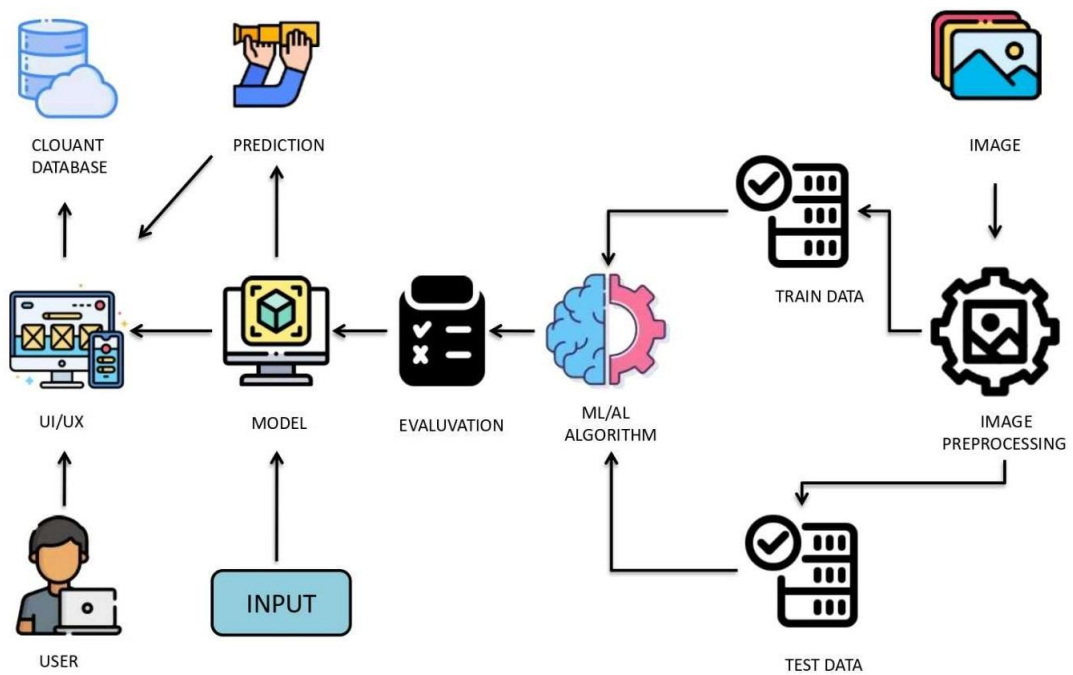 CLOUANT
DATABASE
PREDICTION
IMAGE
TRAIN DATA
UI/UX
MODEL
EVALUVATION
ML/AL
ALGORITHM
IMAGE
PREPROCESSING
INPUT
USER
TEST DATA